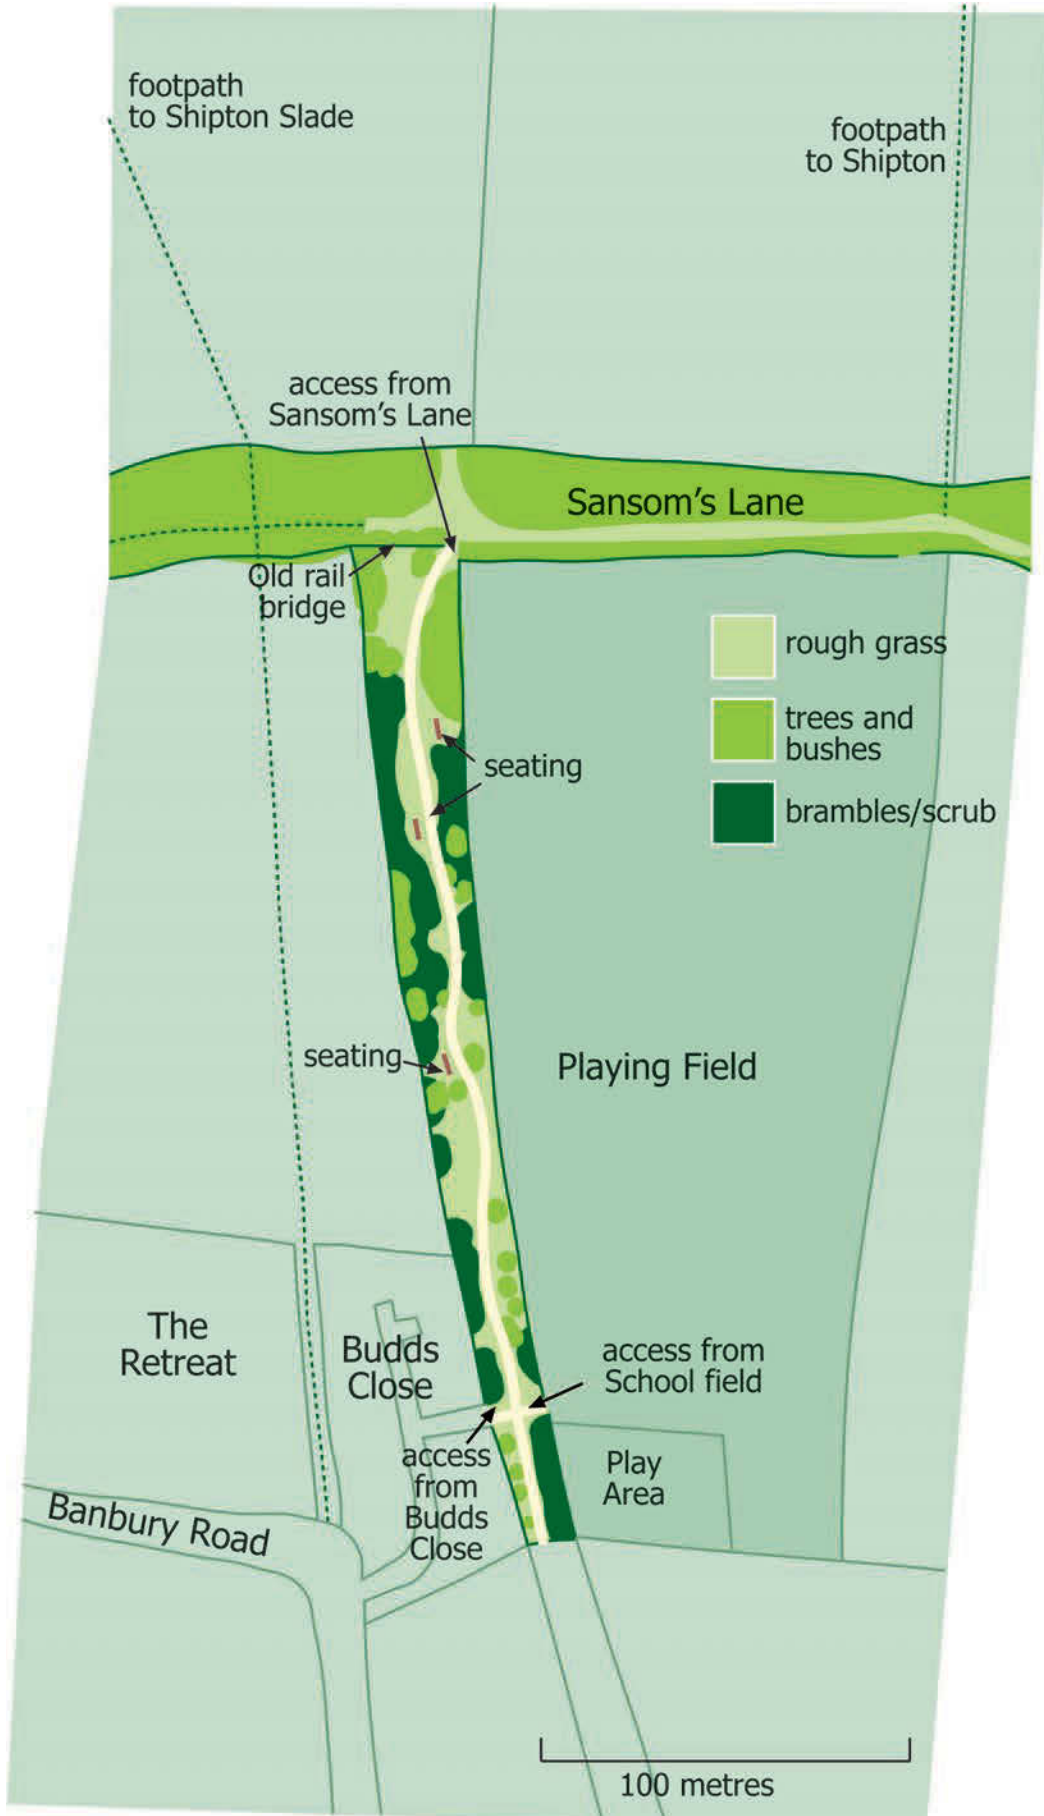 footpath
to Shipton Slade
footpath
to Shipton
access from
Sansom's Lane
Sansom's Lane
Old rail
bridge
rough grass
trees and
bushes
brambles/scrub
seating
seating
Playing Field
The
Retreat
Budds
Close
access from
School field
access
from
Budds
Close
Play
Area
Banbury Road
100 metres